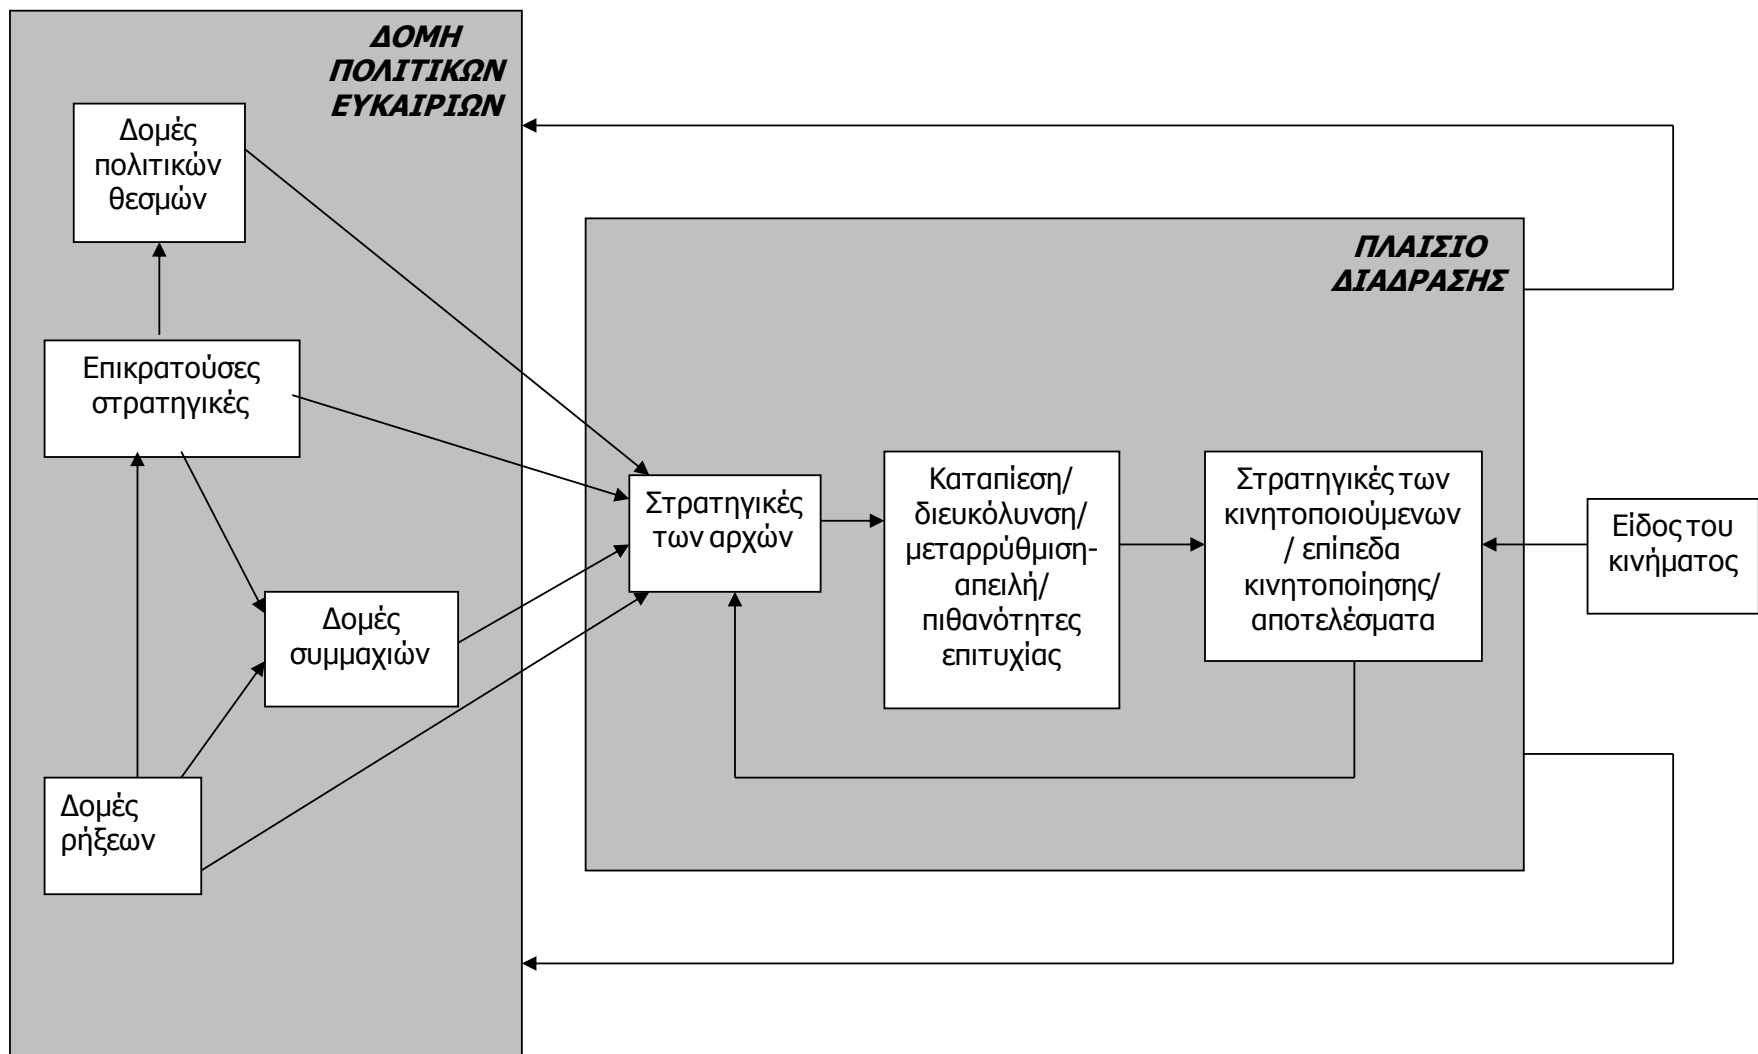 ΔΟΜΗ
ΠΟΛΙΤΙΚΩΝ
ΕΥΚΑΙΡΙΩΝ
Δομές
πολιτικών
θεσμών
Επικρατούσες
στρατηγικές
Δομές
συμμαχιών
Δομές
ρήξεων
ΠΛΑΙΣΙΟ
ΔΙΑΔΡΑΣΗΣ
Στρατηγικές
των αρχών
Καταπίεση/
διευκόλυνση/
μεταρρύθμιση-
απειλή/
πιθανότητες
επιτυχίας
Στρατηγικές των
κινητοποιούμενων
/ επίπεδα
κινητοποίησης/
αποτελέσματα
Είδος του
κινήματος